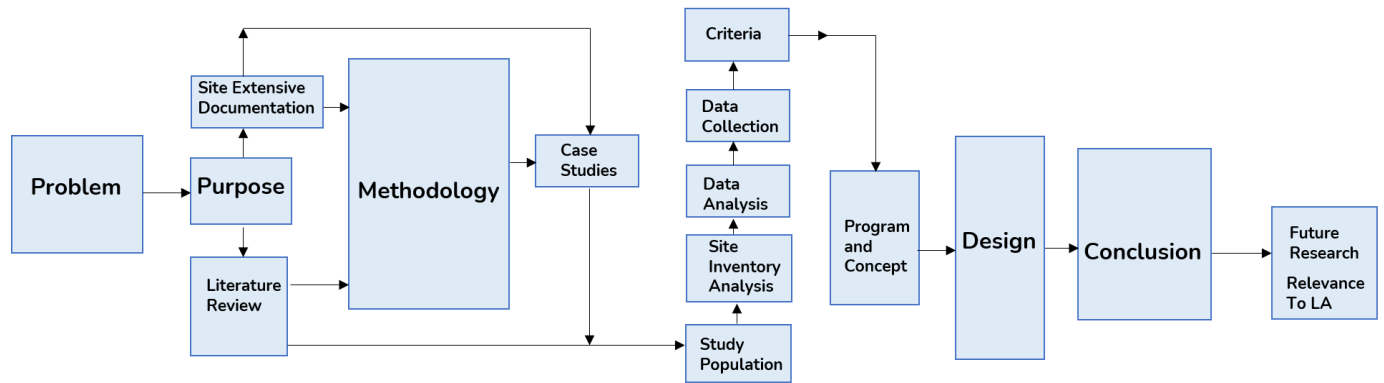 Problem
Purpose
Site Extensive
Documentation
Literature
Review
Methodology
Case
Studies
Criteria
Data
Collection
Data
Analysis
Site
Inventory
Analysis
Study
Population
Program
and
Concept
Design
Conclusion
Future
Research
Relevance
To LA